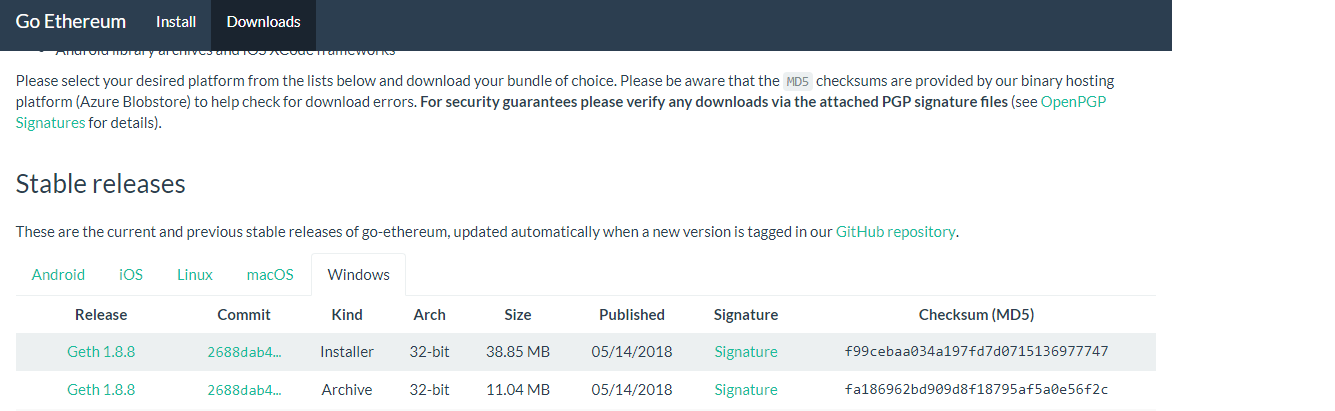 Go Ethereum Install Downloads
Android library archives and iOS XCode frameworks
Please select your desired platform from the lists below and download your bundle of choice. Please be aware that the MD5 checksums are provided by our binary hosting
platform (Azure Blobstore) to help check for download errors. For security guarantees please verify any downloads via the attached PGP signature files (see OpenPGP
Signatures for details).
Stable releases
These are the current and previous stable releases of go-ethereum, updated automatically when a new version is tagged in our GitHub repository.
Android iOS Linux macOS Windows
Release Commit Kind Arch Size Published Signature Checksum (MD5)
Geth 1.8.8 2688dab4... Installer 32-bit 38.85 MB 05/14/2018 Signature f99cebaa034a197fd7d0715136977747
Geth 1.8.8 2688dab4... Archive 32-bit 11.04 MB 05/14/2018 Signature fa186962bd909d8f18795af5a0e56f2c